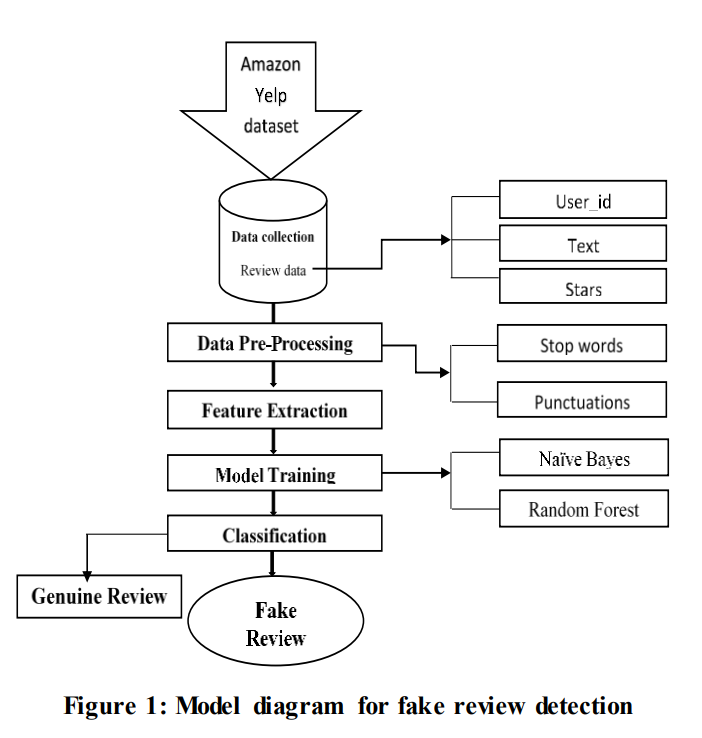 Amazon
Yelp
dataset
Data collection
Review data
User_id
Text
Stars
Data Pre-Processing
Stop words
Punctuations
Feature Extraction
Model Training
Naïve Bayes
Random Forest
Classification
Genuine Review
Fake
Review
Figure 1: Model diagram for fake review detection